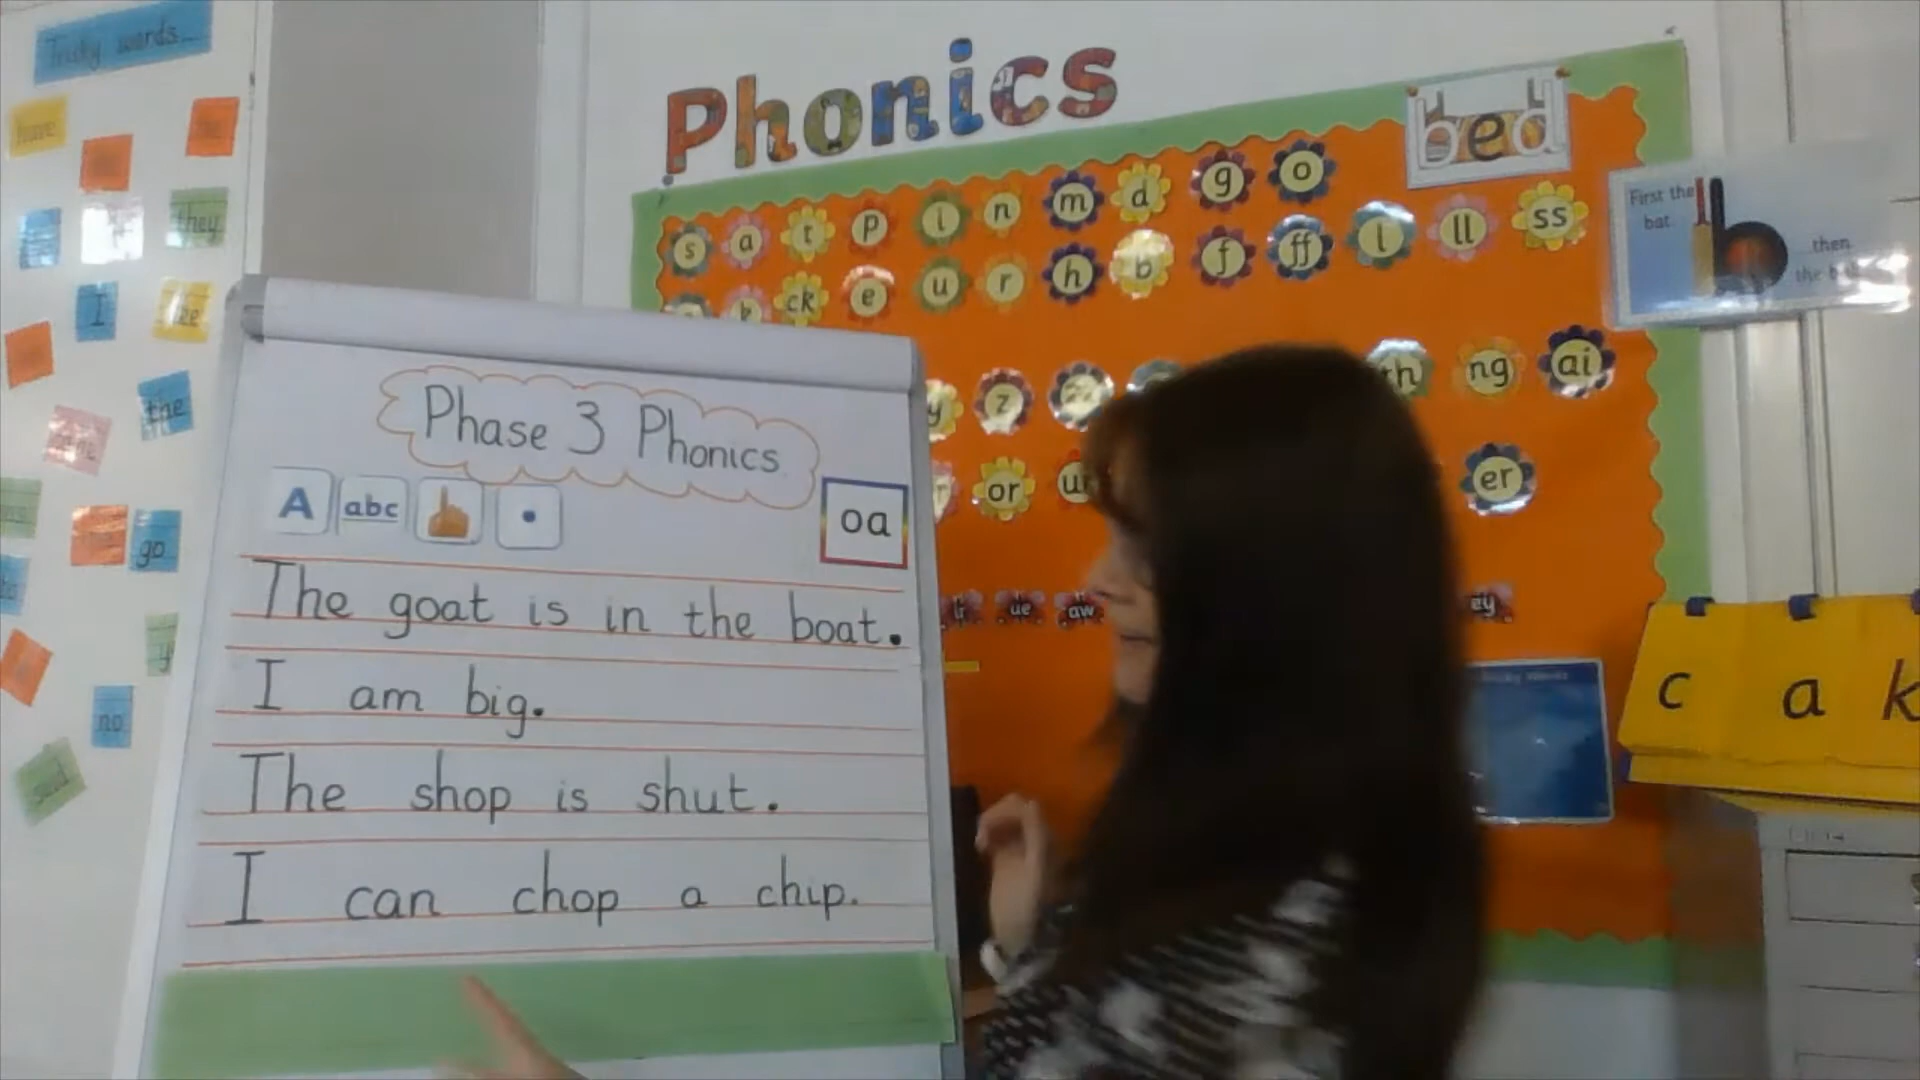 Tricky words...
they
I
the
go
no
Phonics
bed
s a t p i n m d g o
k ck e u r h b f ff l ll ss
First the
bat
...then
b
y z th ng ai
or ur er
ue aw ey
Phase 3 Phonics
A abc
oa
The goat is in the boat.
I am big.
The shop is shut.
I can chop a chip.
c a k